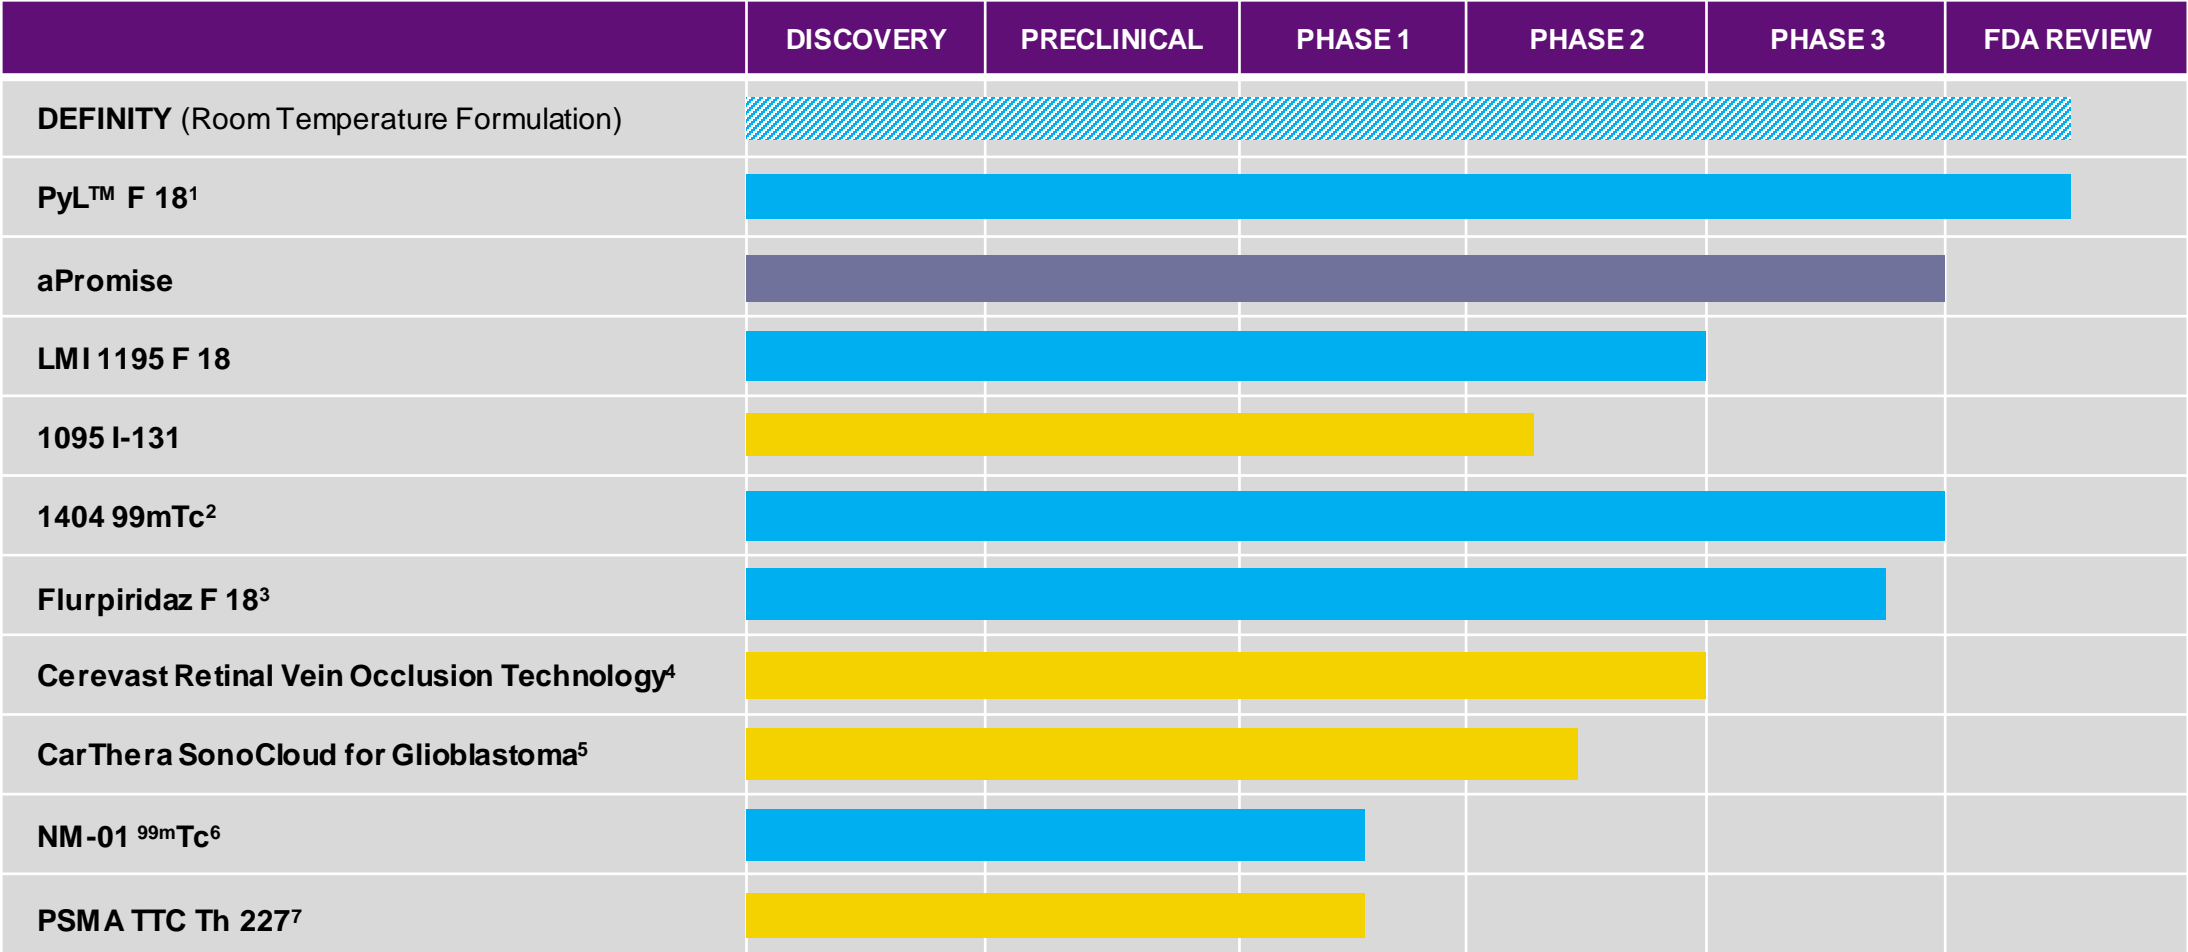 DISCOVERY PRECLINICAL PHASE 1 PHASE 2 PHASE 3 FDA REVIEW
DEFINITY (Room Temperature Formulation)
PyL™ F 18¹
aPromise
LMI 1195 F 18
1095 I-131
1404 99mTc²
Flurpiridaz F 18³
Cerevast Retinal Vein Occlusion Technology⁴
CarThera SonoCloud for Glioblastoma⁵
NM-01 ⁹⁹ᵐTc⁶
PSMA TTC Th 227⁷